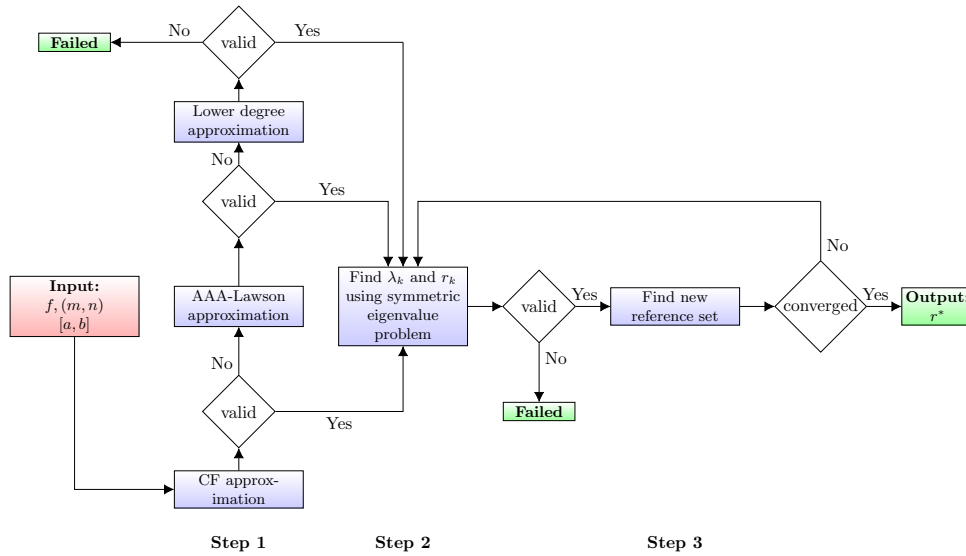 No
Yes
Failed
valid
Lower degree
approximation
No
valid
Yes
Input:
f, (m, n)
[a, b]
AAA-Lawson
approximation
No
valid
Yes
CF approx-
imation
Find λ_k and r_k
using symmetric
eigenvalue
problem
valid
Yes
No
Failed
Find new
reference set
No
converged
Yes
Output:
r*
Step 1
Step 2
Step 3